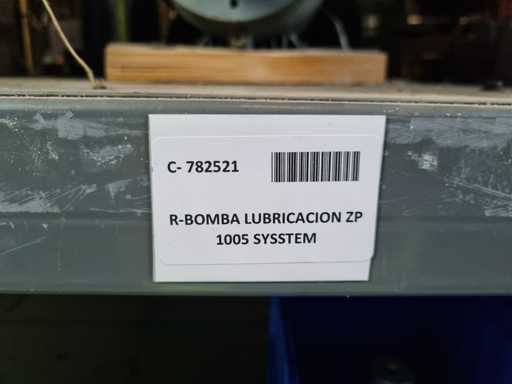 C- 782521
R-BOMBA LUBRICACION ZP
1005 SYSSTEM